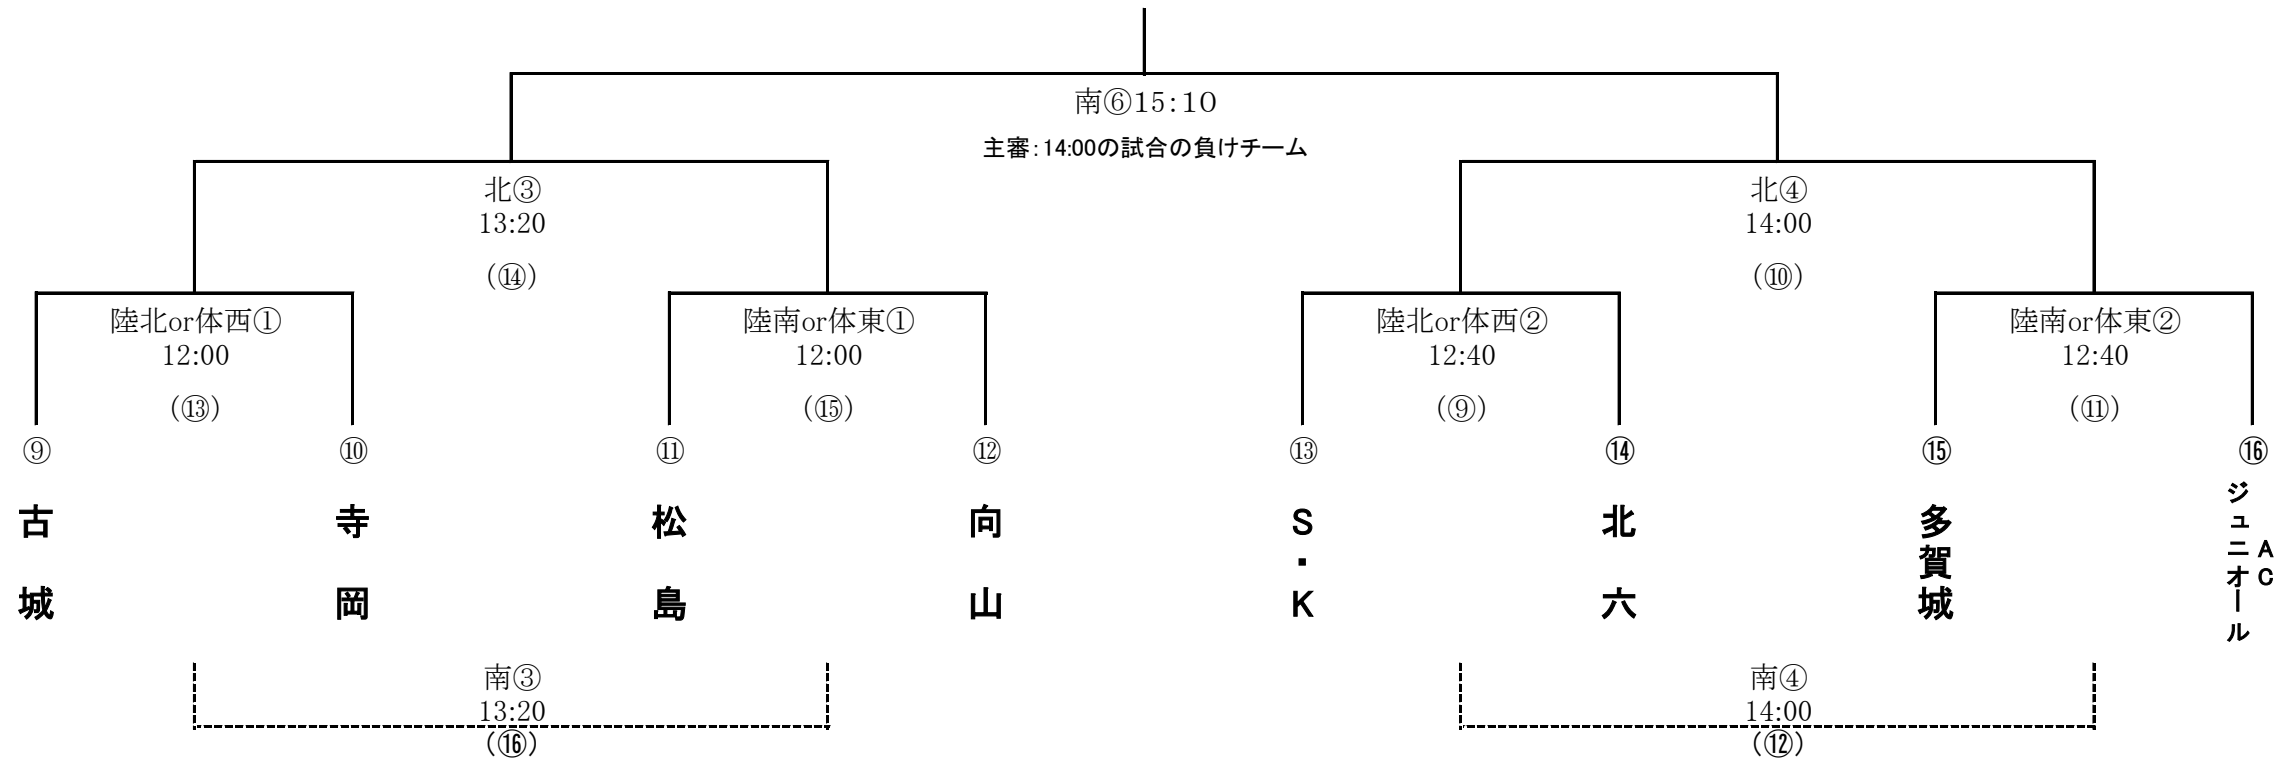 南⑥15:10
主審：14:00の試合の負けチーム
北③
13:20
（⑭）
北④
14:00
（⑩）
陸北or体西①
12:00
（⑬）
陸南or体東①
12:00
（⑮）
陸北or体西②
12:40
（⑨）
陸南or体東②
12:40
（⑪）
⑨
古城
⑩
寺岡
⑪
松島
⑫
向山
⑬
S・K
⑭
北六
⑮
多賀城
⑯
AC
ジュニオール
南③
13:20
（⑯）
南④
14:00
（⑫）